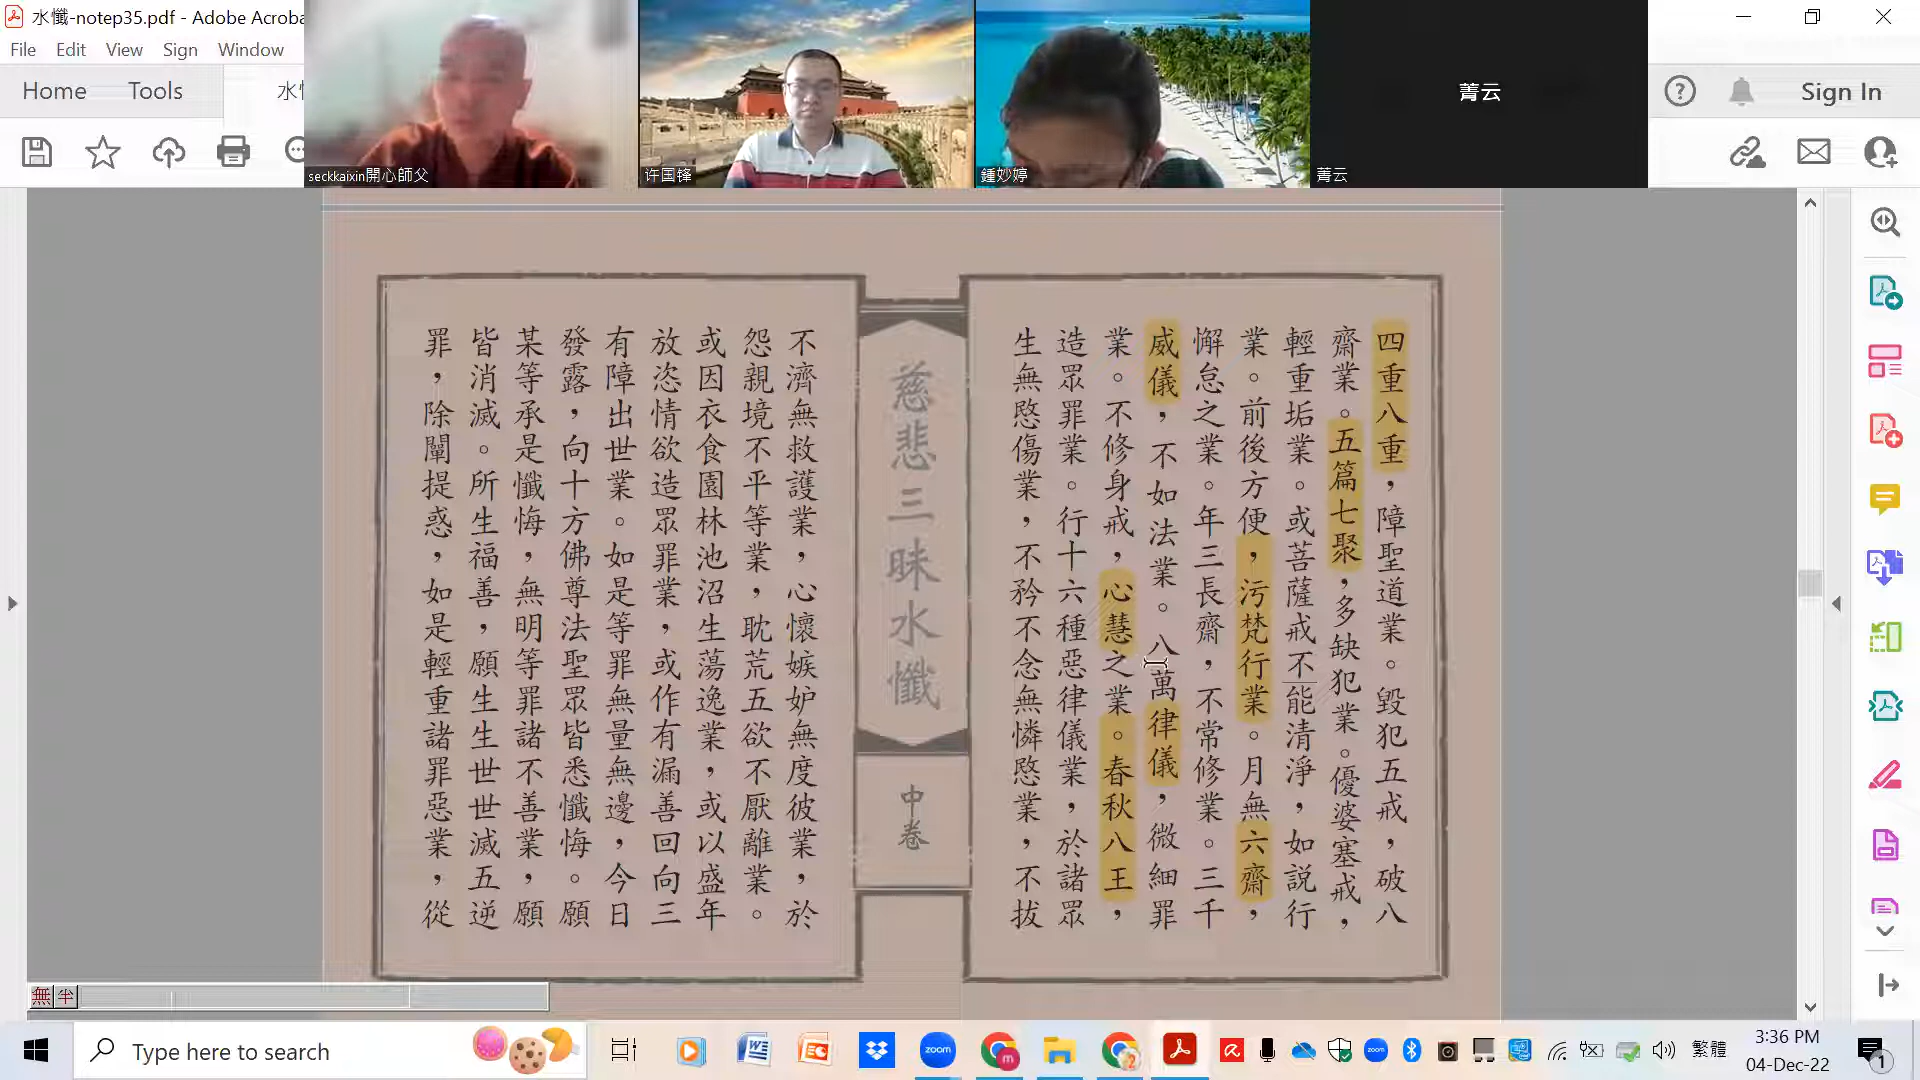 水懺-notep35.pdf - Adobe Acroba
File Edit View Sign Window
Home Tools 水
Sign In
seckkaixin開心師父
许国锋
鍾妙婷
菁云
菁云
四重八重，障聖道業。毀犯五戒，破八
齋業。五篇七聚，多缺犯業。優婆塞戒，
輕重垢業。或菩薩戒不能清淨，如説行
業。前後方便，污梵行業。月無六齋，
懈怠之業。年三長齋，不常修業。三千
威儀，不如法業。八萬律儀，微細罪
業。不修身戒，心慧之業。春秋八王，
造眾罪業。行十六種惡律儀業，於諸眾
生無愍傷業，不矜不念無憐愍業，不拔
慈悲三昧水懺
中卷
不濟無救護業，心懷嫉妒無度彼業，於
怨親境不平等業，耽荒五欲不厭離業。
或因衣食園林池沼生蕩逸業，或以盛年
放恣情欲造眾罪業，或作有漏善回向三
有障出世業。如是等罪無量無邊，今日
發露，向十方佛尊法聖眾皆悉懺悔。願
某等承是懺悔，無明等罪諸不善業，願
皆消滅。所生福善，願生生世世滅五逆
罪，除闡提惑，如是輕重諸罪惡業，從
無 半
Type here to search
zoom
zoom
繁體
3:36 PM
04-Dec-22
1